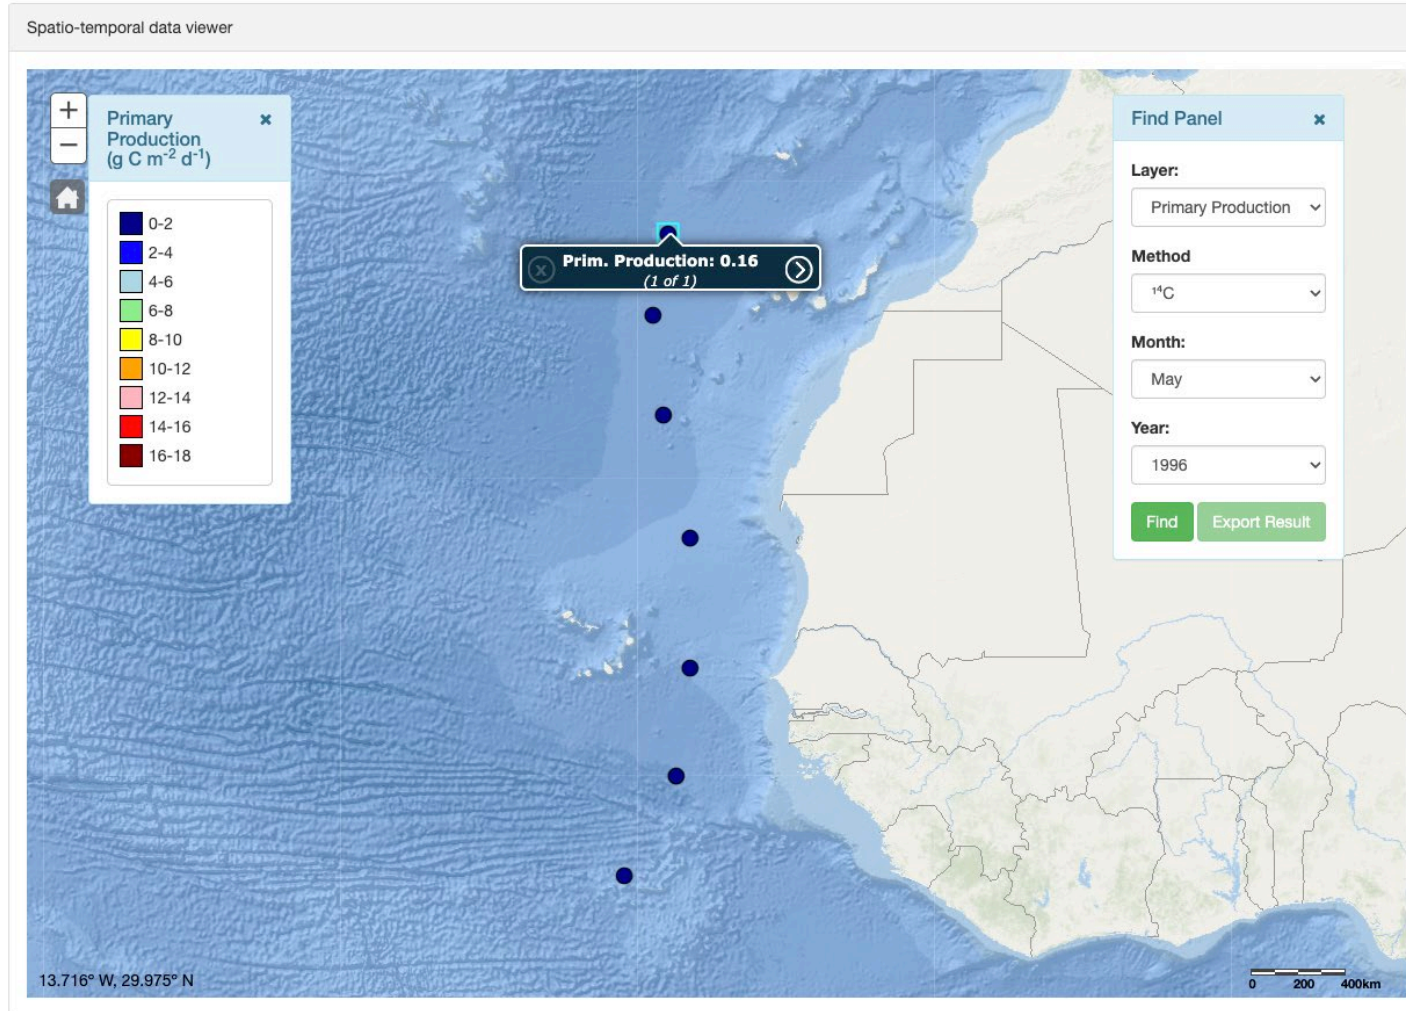 Spatio-temporal data viewer
+
−
Primary
Production
(g C m⁻² d⁻¹)
×
0-2
2-4
4-6
6-8
8-10
10-12
12-14
14-16
16-18
Prim. Production: 0.16
(1 of 1)
Find Panel ×
Layer:
Primary Production
Method
¹⁴C
Month:
May
Year:
1996
Find Export Result
13.716° W, 29.975° N
0 200 400km